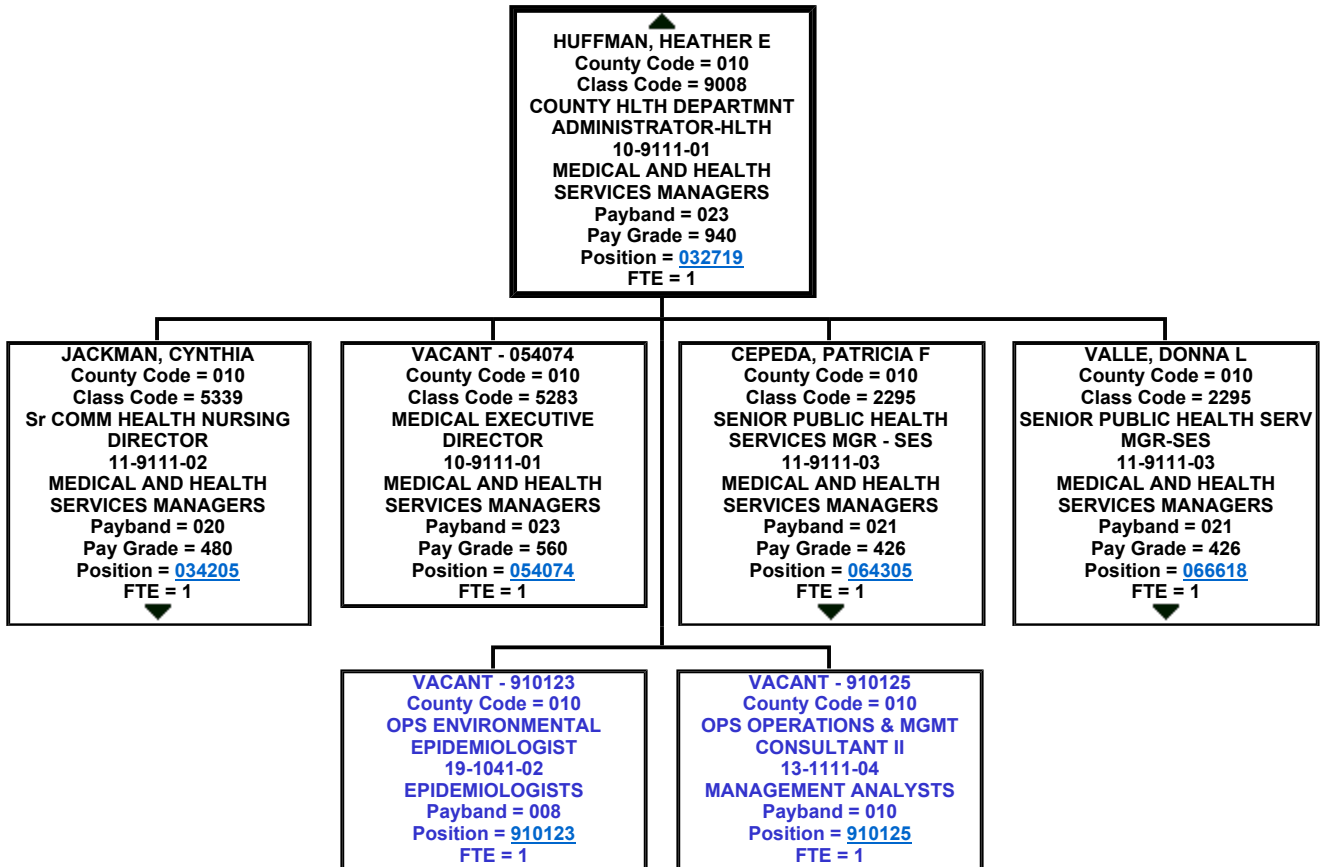 HUFFMAN, HEATHER E
County Code = 010
Class Code = 9008
COUNTY HLTH DEPARTMNT
ADMINISTRATOR-HLTH
10-9111-01
MEDICAL AND HEALTH
SERVICES MANAGERS
Payband = 023
Pay Grade = 940
Position = 032719
FTE = 1
JACKMAN, CYNTHIA
County Code = 010
Class Code = 5339
Sr COMM HEALTH NURSING
DIRECTOR
11-9111-02
MEDICAL AND HEALTH
SERVICES MANAGERS
Payband = 020
Pay Grade = 480
Position = 034205
FTE = 1
VACANT - 054074
County Code = 010
Class Code = 5283
MEDICAL EXECUTIVE
DIRECTOR
10-9111-01
MEDICAL AND HEALTH
SERVICES MANAGERS
Payband = 023
Pay Grade = 560
Position = 054074
FTE = 1
CEPEDA, PATRICIA F
County Code = 010
Class Code = 2295
SENIOR PUBLIC HEALTH
SERVICES MGR - SES
11-9111-03
MEDICAL AND HEALTH
SERVICES MANAGERS
Payband = 021
Pay Grade = 426
Position = 064305
FTE = 1
VALLE, DONNA L
County Code = 010
Class Code = 2295
SENIOR PUBLIC HEALTH SERV
MGR-SES
11-9111-03
MEDICAL AND HEALTH
SERVICES MANAGERS
Payband = 021
Pay Grade = 426
Position = 066618
FTE = 1
VACANT - 910123
County Code = 010
OPS ENVIRONMENTAL
EPIDEMIOLOGIST
19-1041-02
EPIDEMIOLOGISTS
Payband = 008
Position = 910123
FTE = 1
VACANT - 910125
County Code = 010
OPS OPERATIONS & MGMT
CONSULTANT II
13-1111-04
MANAGEMENT ANALYSTS
Payband = 010
Position = 910125
FTE = 1